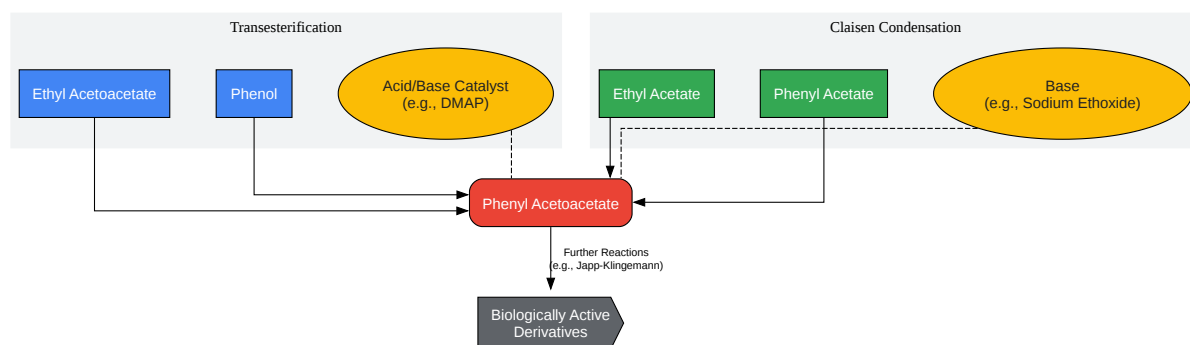 Transesterification
Claisen Condensation
Ethyl Acetoacetate
Phenol
Acid/Base Catalyst
(e.g., DMAP)
Ethyl Acetate
Phenyl Acetate
Base
(e.g., Sodium Ethoxide)
Phenyl Acetoacetate
Further Reactions
(e.g., Japp-Klingemann)
Biologically Active
Derivatives